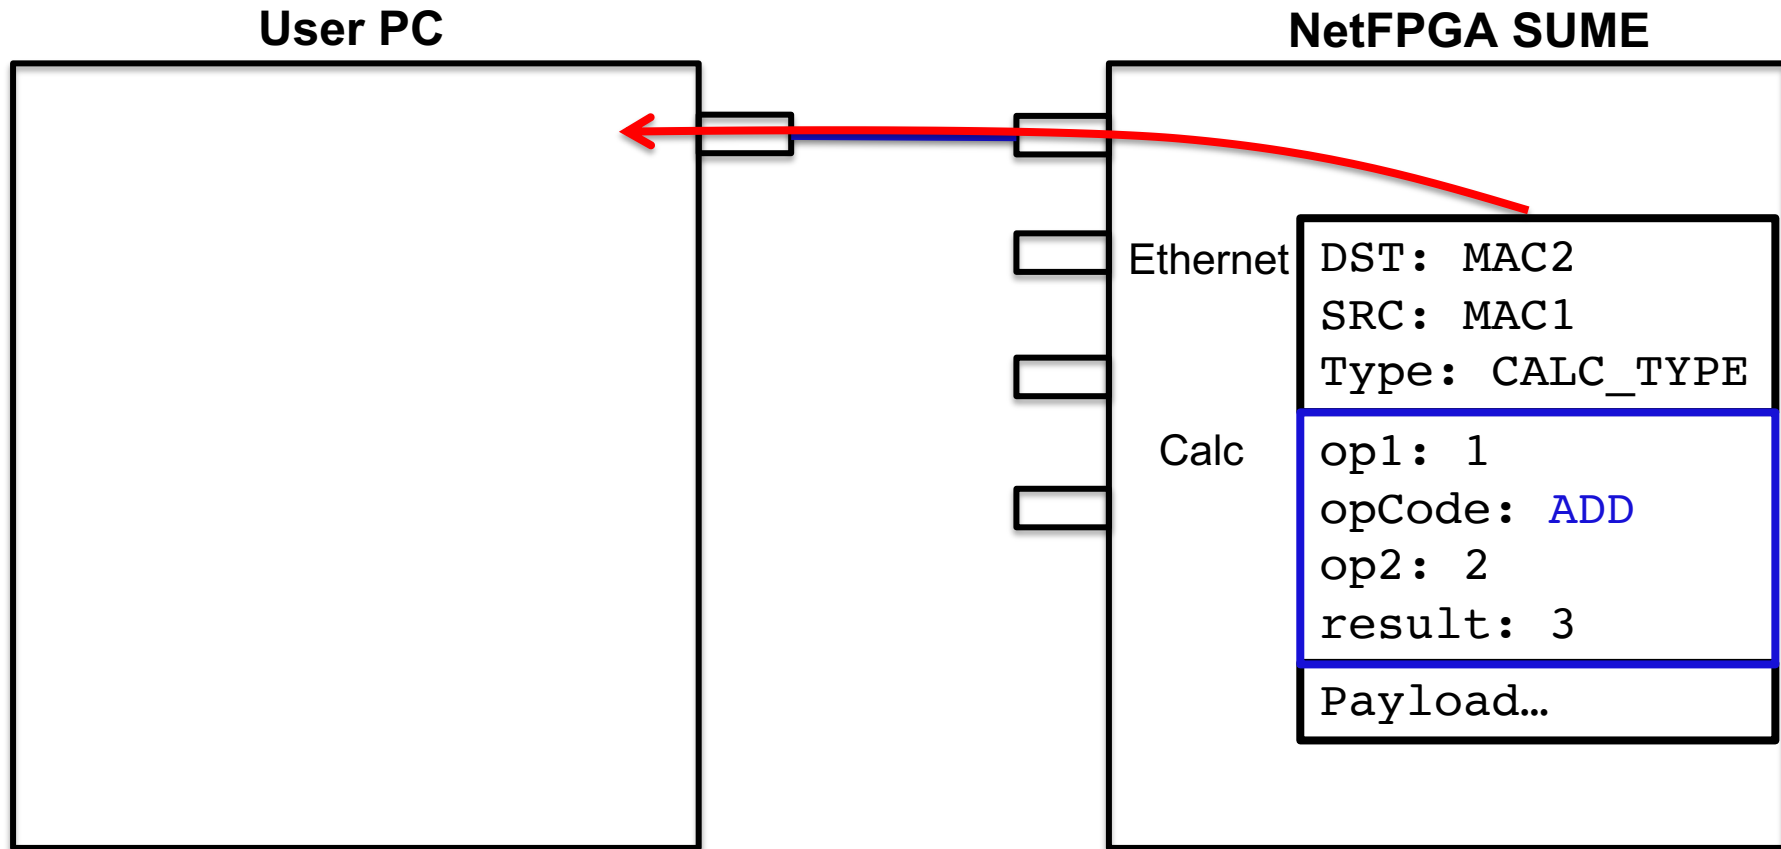 User PC
NetFPGA SUME
Ethernet
DST: MAC2
SRC: MAC1
Type: CALC_TYPE
Calc
op1: 1
opCode: ADD
op2: 2
result: 3
Payload…